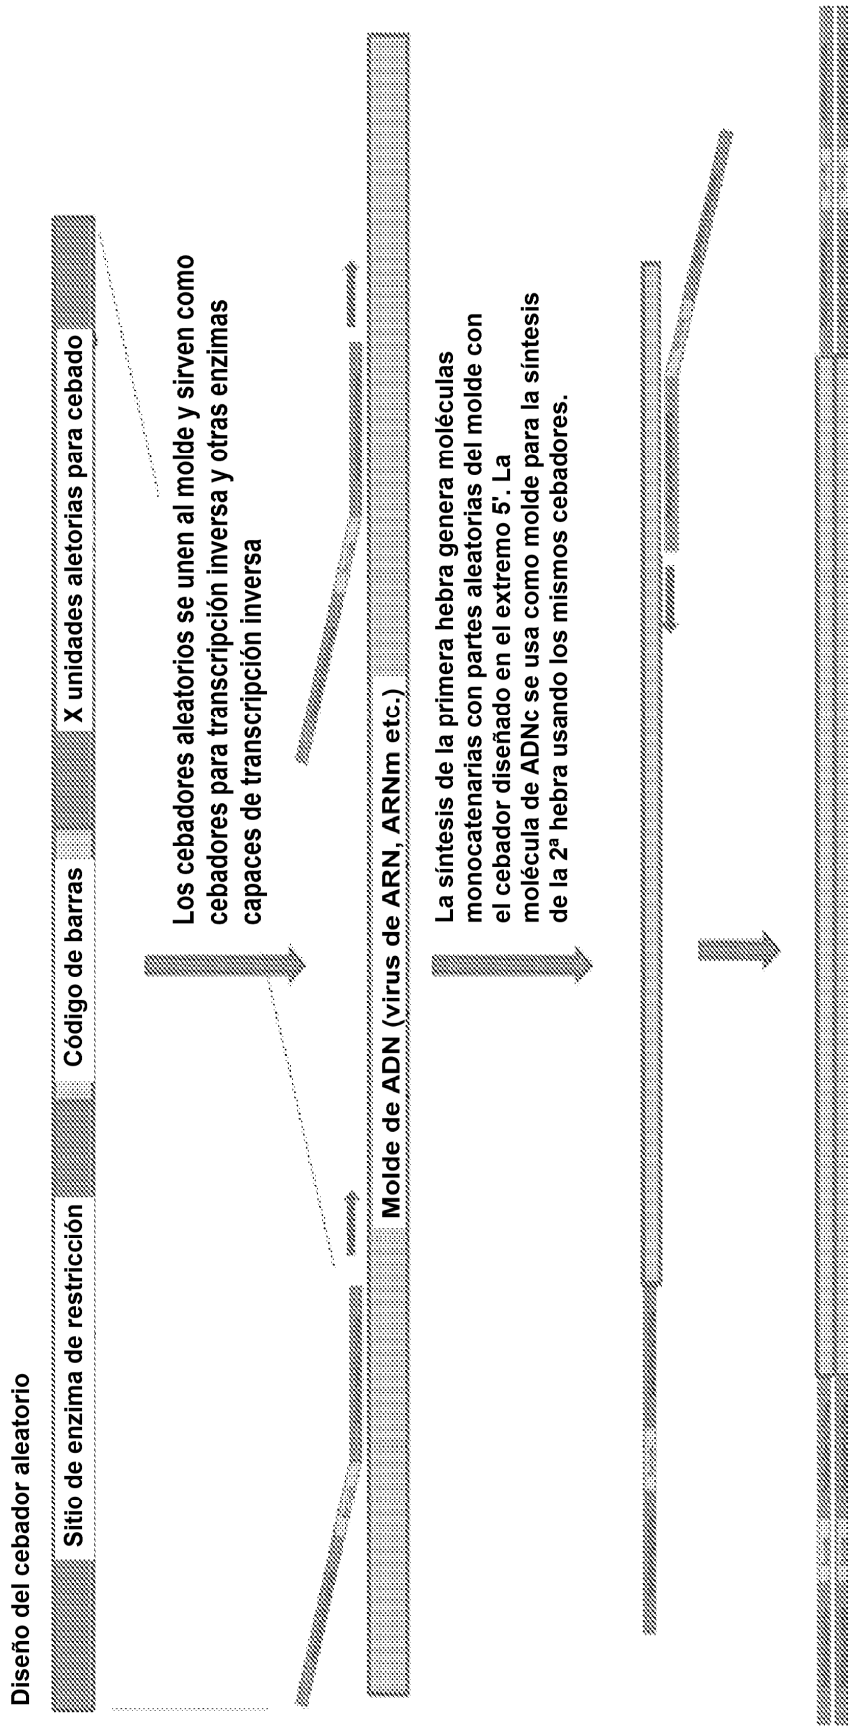 Diseño del cebador aleatorio
Sitio de enzima de restricción
Código de barras
X unidades aletorias para cebado
Los cebadores aleatorios se unen al molde y sirven como
cebadores para transcripción inversa y otras enzimas
capaces de transcripción inversa
Molde de ADN (virus de ARN, ARNm etc.)
La síntesis de la primera hebra genera moléculas
monocatenarias con partes aleatorias del molde con
el cebador diseñado en el extremo 5'. La
molécula de ADNc se usa como molde para la síntesis
de la 2ª hebra usando los mismos cebadores.